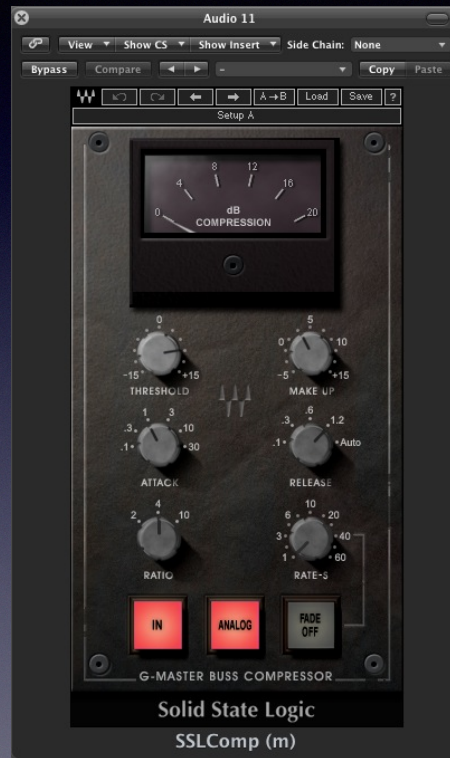 Audio 11
View Show CS Show Insert Side Chain: None
Bypass Compare - Copy Paste
A→B Load Save ?
Setup A
0 4 8 12 16 20
dB
COMPRESSION
0
-15 +15
THRESHOLD
5
0 10
-5 +15
MAKE UP
1 3
.3 10
.1 30
ATTACK
.6
.3 1.2
.1 Auto
RELEASE
4
2 10
RATIO
10
6 20
3 40
1 60
RATE-S
IN
ANALOG
FADE
OFF
G-MASTER BUSS COMPRESSOR
Solid State Logic
SSLComp (m)